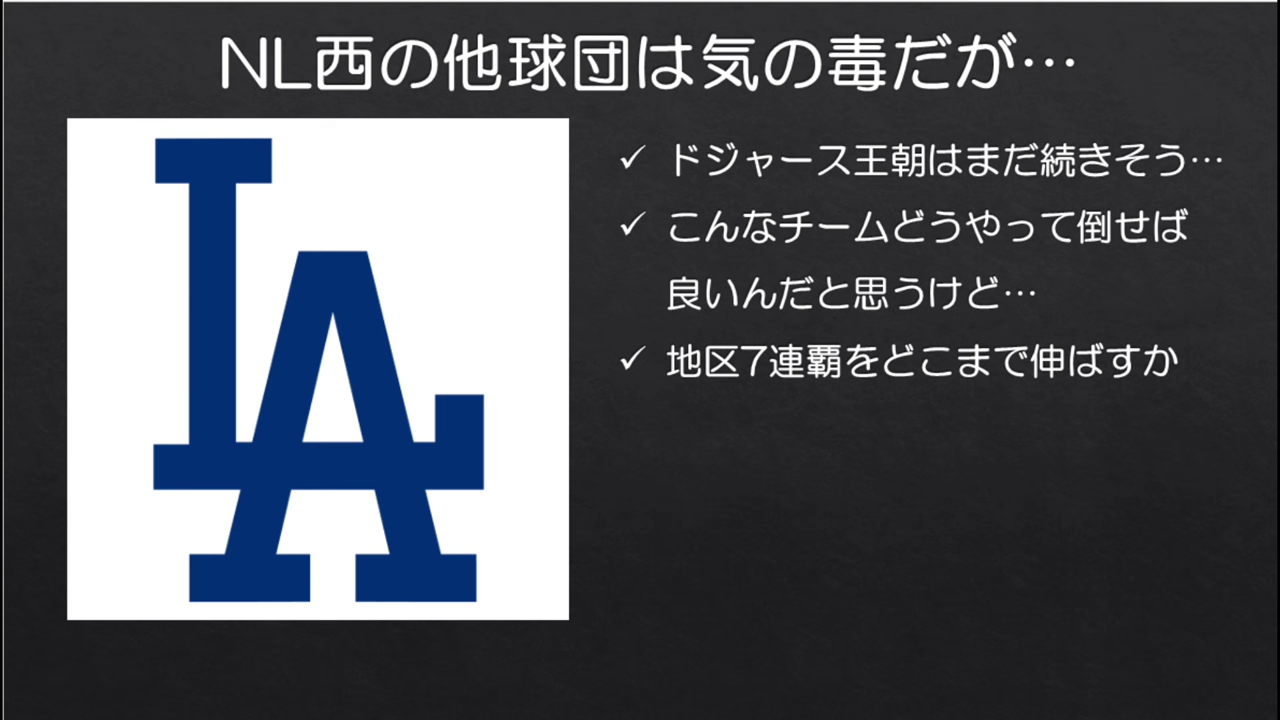 NL西の他球団は気の毒だが…
LA
✓ ドジャース王朝はまだ続きそう…
✓ こんなチームどうやって倒せば
良いんだと思うけど…
✓ 地区7連覇をどこまで伸ばすか